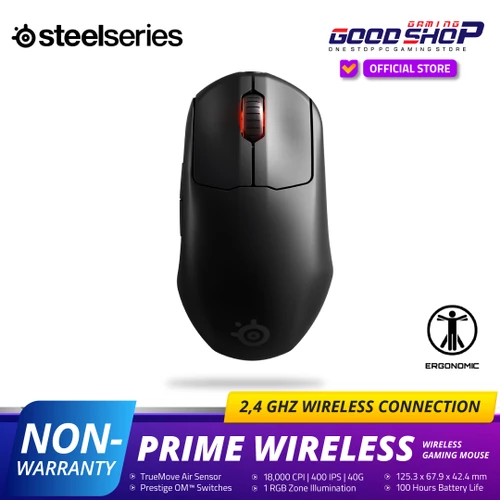 steelseries
GAMING
GOODSHOP
ONE STOP PC GAMING STORE
OFFICIAL STORE
ERGONOMIC
2,4 GHZ WIRELESS CONNECTION
NON-
WARRANTY
PRIME WIRELESS
WIRELESS
GAMING MOUSE
• TrueMove Air Sensor
• Prestige OM™ Switches
• 18,000 CPI | 400 IPS | 40G
• 1 RGB Zone Illumination
• 125.3 x 67.9 x 42.4 mm
• 100 Hours Battery Life